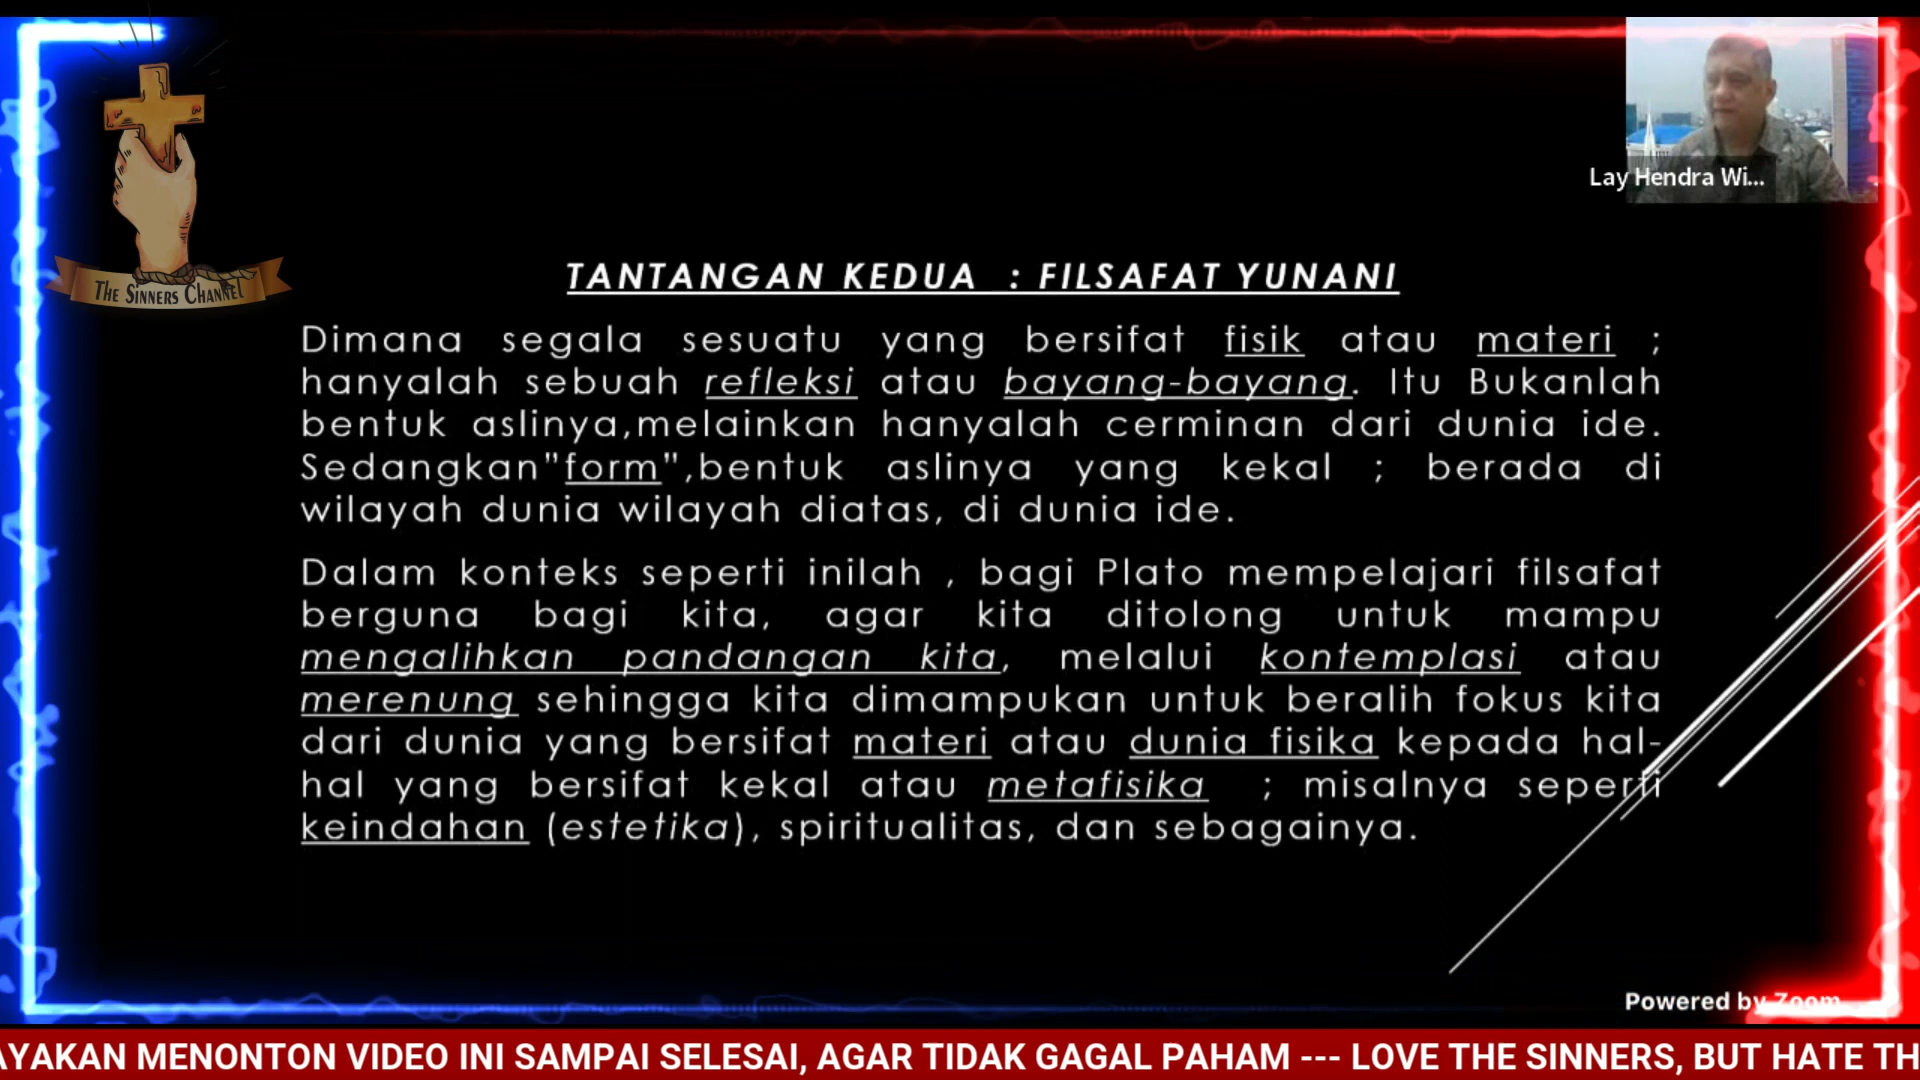 THE SINNERS CHANNEL
Lay Hendra Wi...
TANTANGAN KEDUA : FILSAFAT YUNANI
Dimana segala sesuatu yang bersifat fisik atau materi ;
hanyalah sebuah refleksi atau bayang-bayang. Itu Bukanlah
bentuk aslinya,melainkan hanyalah cerminan dari dunia ide.
Sedangkan"form",bentuk aslinya yang kekal ; berada di
wilayah dunia wilayah diatas, di dunia ide.
Dalam konteks seperti inilah , bagi Plato mempelajari filsafat
berguna bagi kita, agar kita ditolong untuk mampu
mengalihkan pandangan kita, melalui kontemplasi atau
merenung sehingga kita dimampukan untuk beralih fokus kita
dari dunia yang bersifat materi atau dunia fisika kepada hal-
hal yang bersifat kekal atau metafisika ; misalnya seperti
keindahan (estetika), spiritualitas, dan sebagainya.
Powered by Zoom
AYAKAN MENONTON VIDEO INI SAMPAI SELESAI, AGAR TIDAK GAGAL PAHAM --- LOVE THE SINNERS, BUT HATE TH